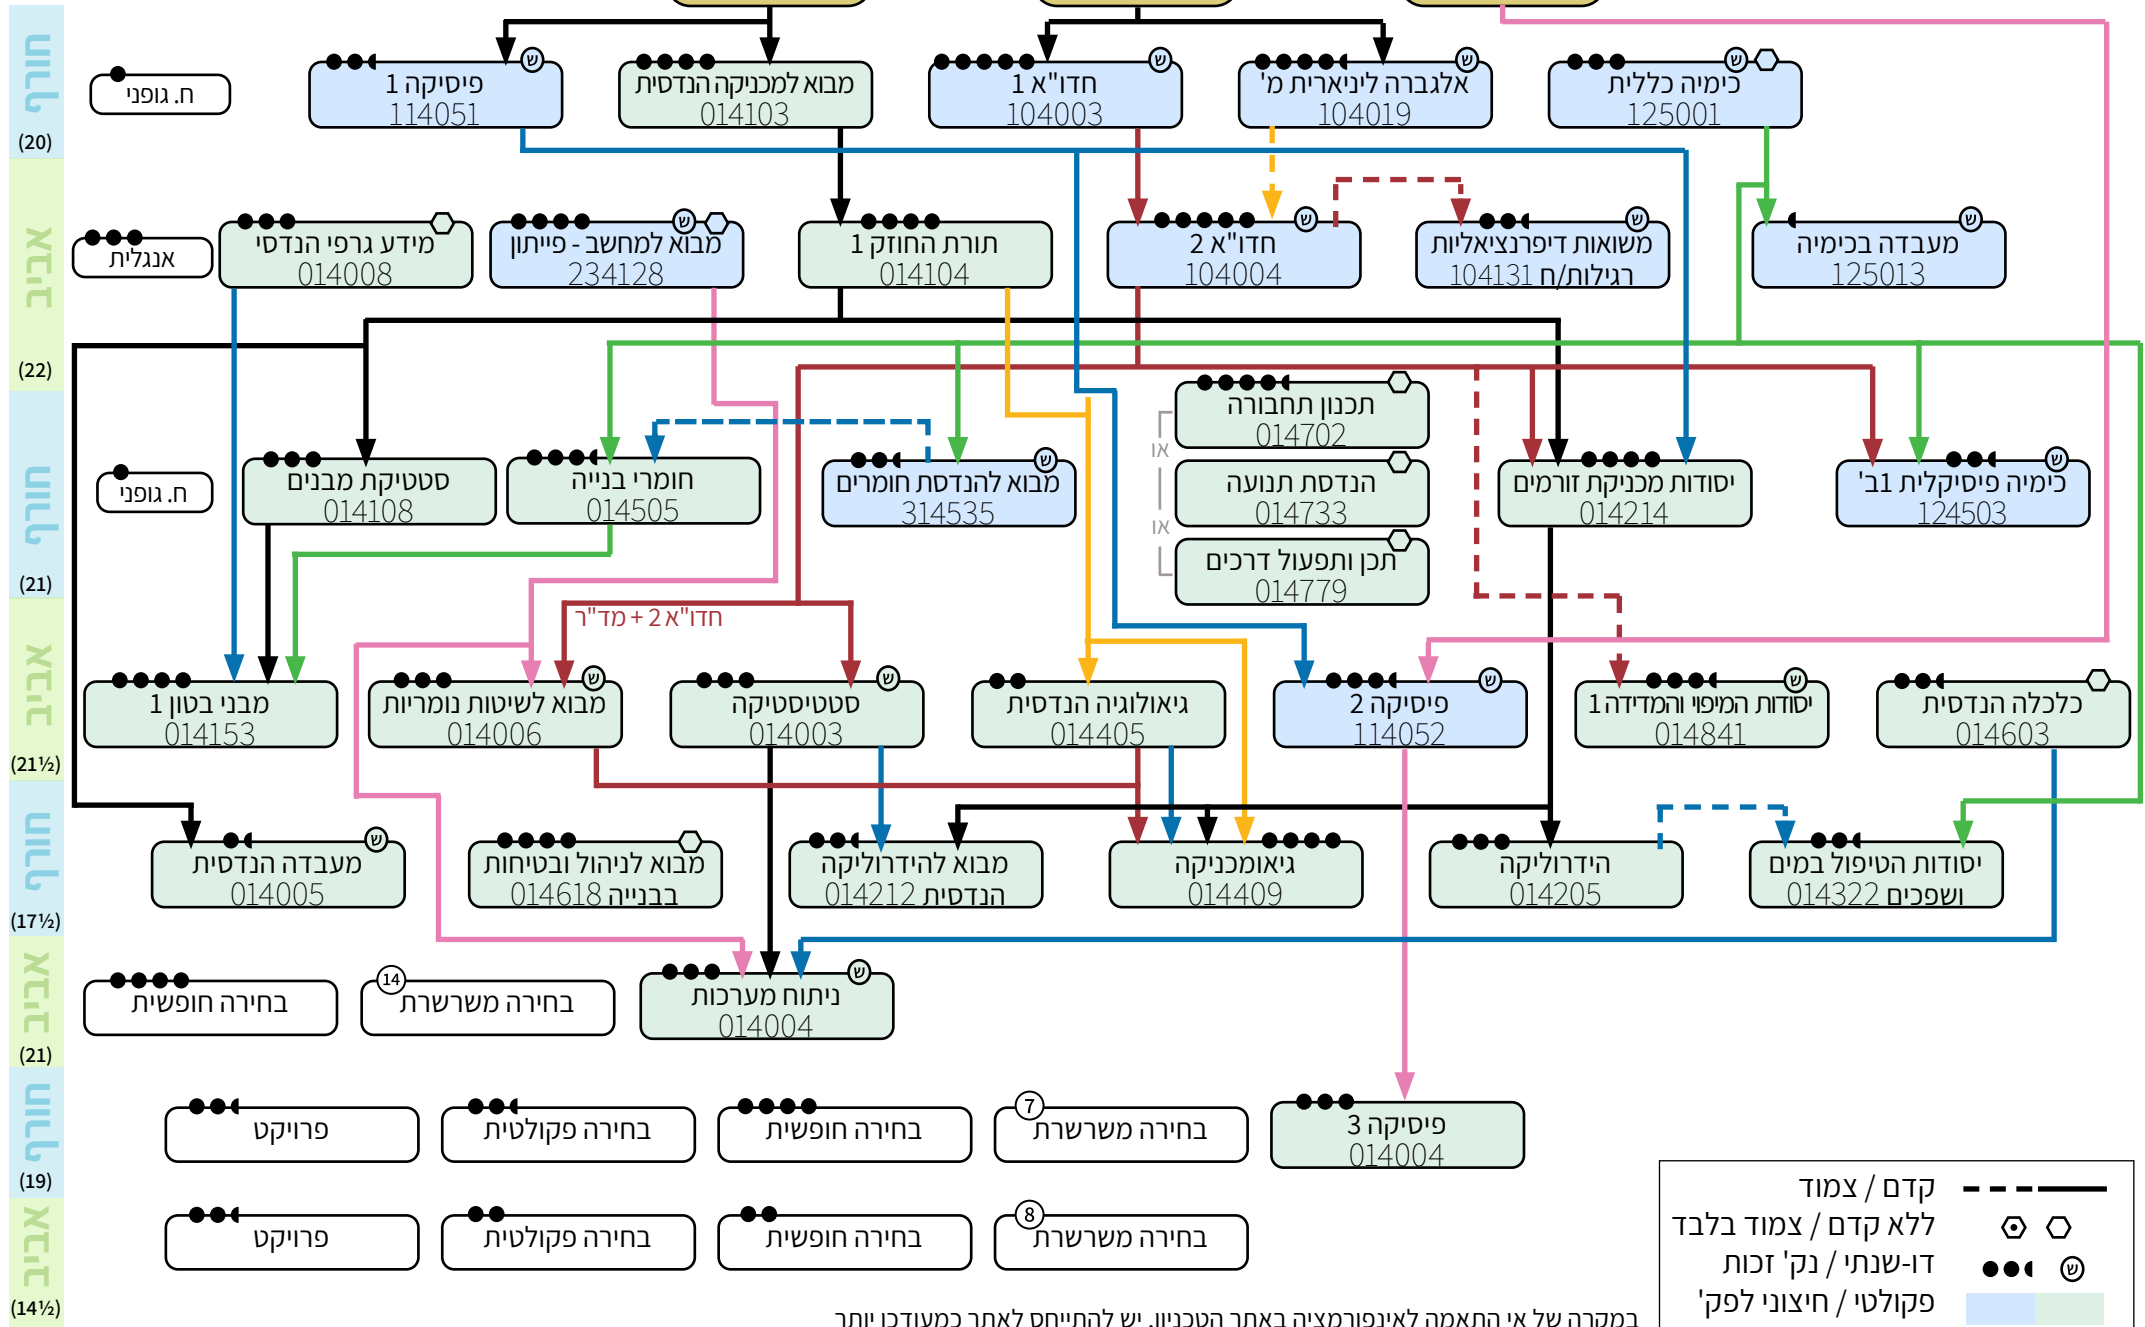 חורף
(20)
ח. גופני
פיסיקה 1
114051
מבוא למכניקה הנדסית
014103
חדו"א 1
104003
אלגברה ליניארית מ'
104019
ש
כימיה כללית
125001
אביב
(22)
אנגלית
מידע גרפי הנדסי
014008
מבוא למחשב - פייתון
234128
תורת החוזק 1
014104
חדו"א 2
104004
משואות דיפרנציאליות
רגילות/ח 104131
מעבדה בכימיה
125013
חורף
(21)
ח. גופני
סטטיקת מבנים
014108
חומרי בנייה
014505
מבוא להנדסת חומרים
314535
תכנון תחבורה
014702
או
הנדסת תנועה
014733
או
תכן ותפעול דרכים
014779
יסודות מכניקת זורמים
014214
כימיה פיסיקלית 1ב'
124503
חדו"א 2 + מד"ר
אביב
(21½)
מבני בטון 1
014153
מבוא לשיטות נומריות
014006
סטטיסטיקה
014003
גיאולוגיה הנדסית
014405
פיסיקה 2
114052
יסודות המיפוי והמדידה 1
014841
כלכלה הנדסית
014603
חורף
(17½)
מעבדה הנדסית
014005
מבוא לניהול ובטיחות
בבנייה 014618
מבוא להידרוליקה
הנדסית 014212
גיאומכניקה
014409
הידרוליקה
014205
יסודות הטיפול במים
ושפכים 014322
אביב
(21)
בחירה חופשית
14
בחירה משרשרת
ניתוח מערכות
014004
חורף
(19)
פרויקט
בחירה פקולטית
בחירה חופשית
7
בחירה משרשרת
פיסיקה 3
014004
אביב
(14½)
פרויקט
בחירה פקולטית
בחירה חופשית
8
בחירה משרשרת
קדם / צמוד
ללא קדם / צמוד בלבד
דו-שנתי / נק' זכות
ש
פקולטי / חיצוני לפק'
במקרה של אי התאמה לאינפורמציה באתר הטכניון, יש להתייחס לאתר כמעודכן יותר